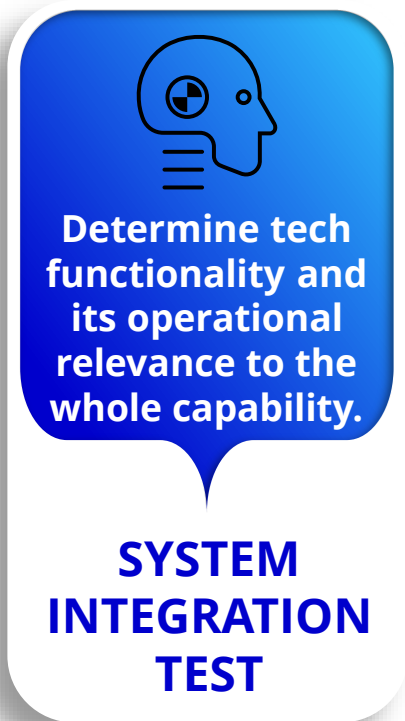 Determine tech
functionality and
its operational
relevance to the
whole capability.
SYSTEM
INTEGRATION
TEST